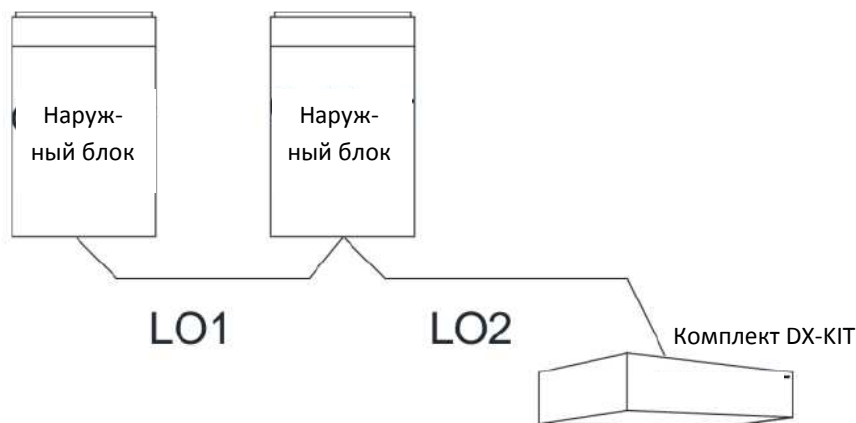 Наруж-
ный блок
Наруж-
ный блок
LO1
LO2
Комплект DX-KIT